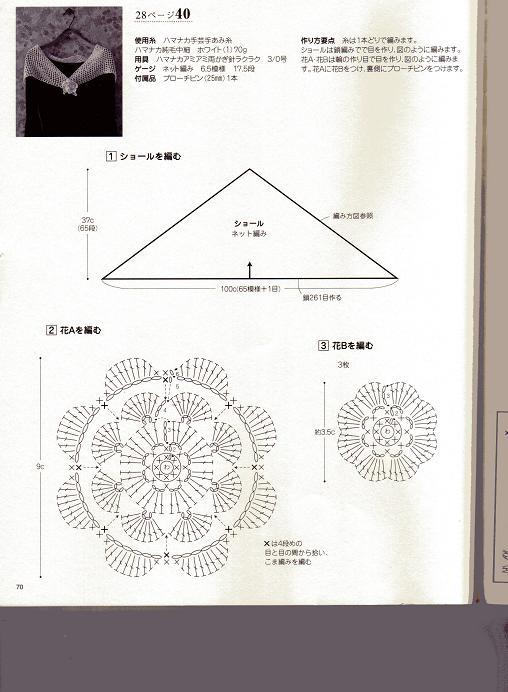 28ページ40
使用糸 ハマナカ手芸手あみ糸
ハマナカ純毛中細 ホワイト(1)70g
用具 ハマナカアミアミ両かぎ針ラクラク 3/0号
ゲージ ネット編み 6.5模様 17.5段
付属品 ブローチピン(25mm)1本
作り方要点 糸は1本どりで編みます。
ショールは鎖編みでで目を作り、図のように編みます。
花A・花Bは輪の作り目で目を作り、図のように編みま
す。花Aに花Bをつけ、裏側にブローチピンをつけます。
1 ショールを編む
37c
(65段)
ショール
ネット編み
編み方図参照
100c(65模様+1目)
鎖261目作る
2 花Aを編む
9c
わ
3 花Bを編む
3枚
約3.5c
わ
×は4段めの
目と目の間から拾い、
こま編みを編む
70